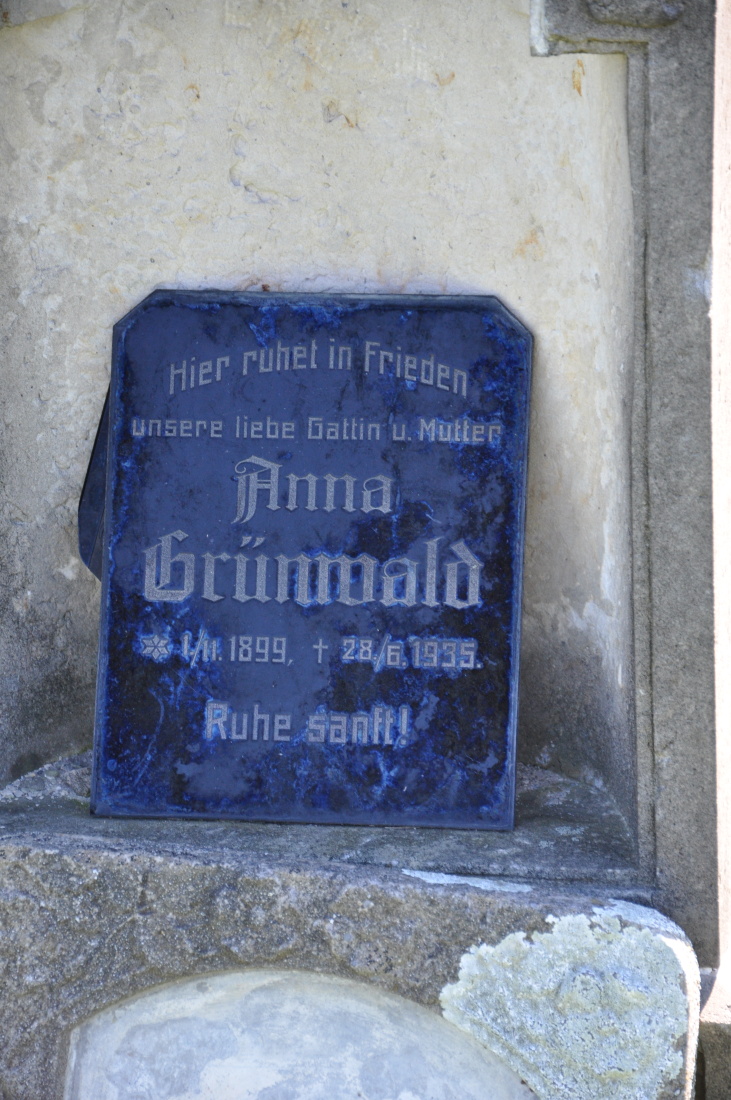 Hier ruhet in Frieden
unsere liebe Gattin u. Mutter
Anna
Grünwald
* 1/11. 1899, † 28./6. 1935.
Ruhe sanft!